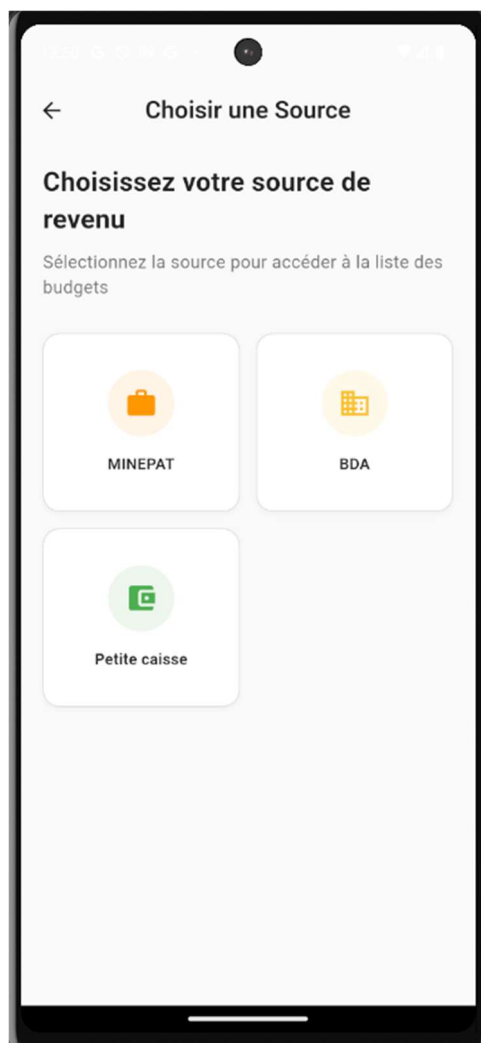 Choisir une Source
Choisissez votre source de
revenu
Sélectionnez la source pour accéder à la liste des
budgets
MINEPAT
BDA
Petite caisse